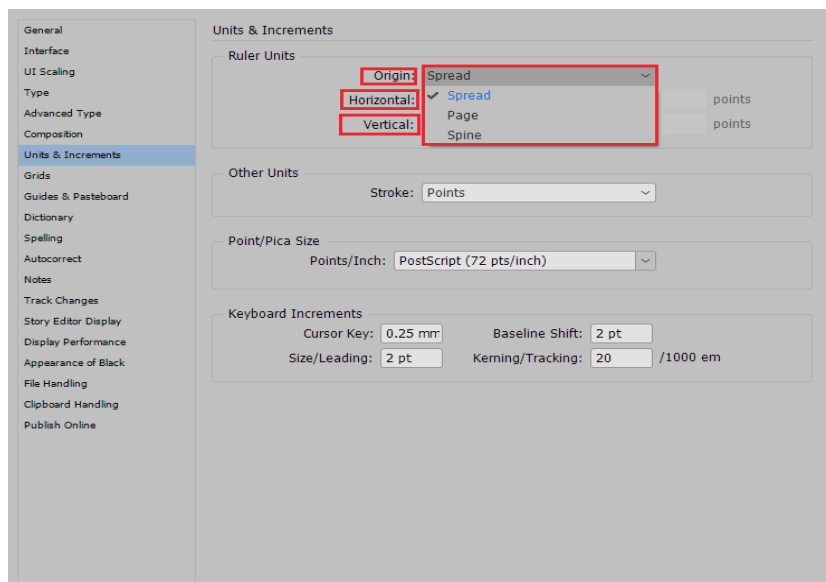 General
Interface
UI Scaling
Type
Advanced Type
Composition
Units & Increments
Grids
Guides & Pasteboard
Dictionary
Spelling
Autocorrect
Notes
Track Changes
Story Editor Display
Display Performance
Appearance of Black
File Handling
Clipboard Handling
Publish Online
Units & Increments
Ruler Units
Origin: Spread
Horizontal: ✓ Spread points
Page
Vertical: points
Spine
Other Units
Stroke: Points
Point/Pica Size
Points/Inch: PostScript (72 pts/inch)
Keyboard Increments
Cursor Key: 0.25 mm Baseline Shift: 2 pt
Size/Leading: 2 pt Kerning/Tracking: 20 /1000 em